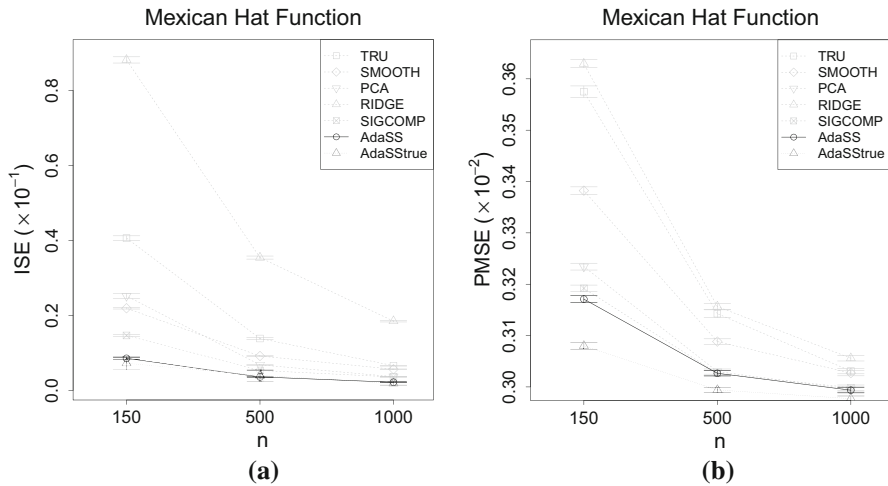 Mexican Hat Function
ISE (×10⁻¹)
0.8
0.6
0.4
0.2
0.0
TRU
SMOOTH
PCA
RIDGE
SIGCOMP
AdaSS
AdaSStrue
150
500
1000
n
(a)
Mexican Hat Function
PMSE (×10⁻²)
0.36
0.35
0.34
0.33
0.32
0.31
0.30
TRU
SMOOTH
PCA
RIDGE
SIGCOMP
AdaSS
AdaSStrue
150
500
1000
n
(b)